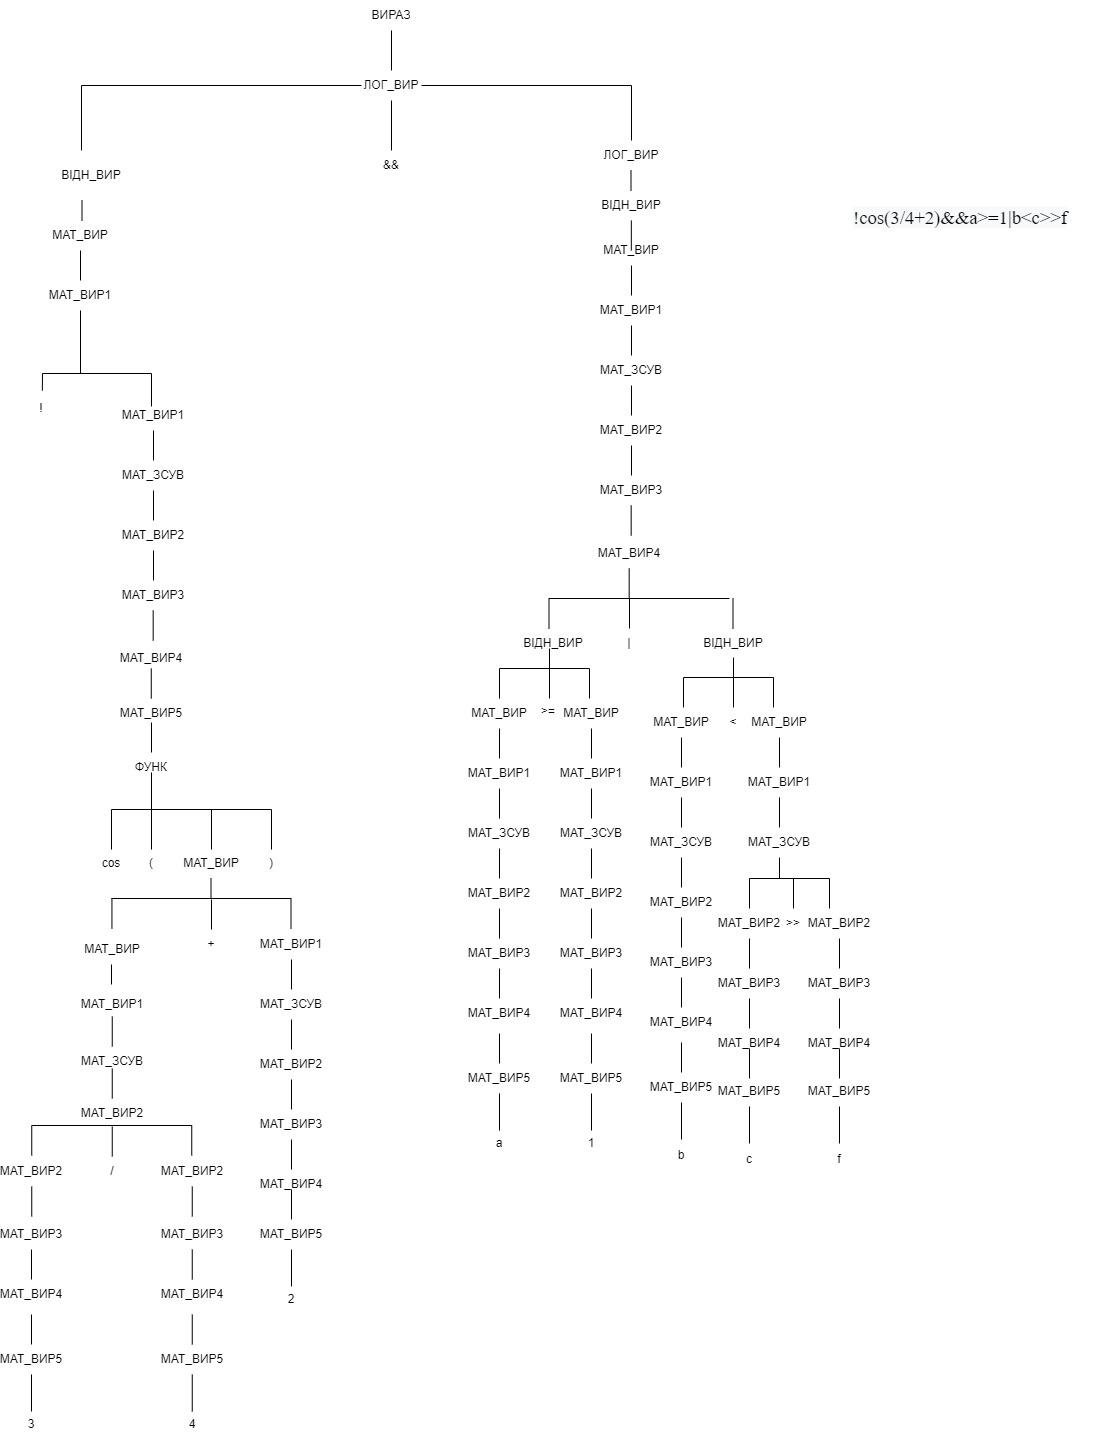 ВИРАЗ
ЛОГ_ВИР
&&
ЛОГ_ВИР
ВІДН_ВИР
ВІДН_ВИР
!cos(3/4+2)&&a>=1|b<c>>f
МАТ_ВИР
МАТ_ВИР
МАТ_ВИР1
МАТ_ВИР1
МАТ_ЗСУВ
!
МАТ_ВИР1
МАТ_ВИР2
МАТ_ЗСУВ
МАТ_ВИР3
МАТ_ВИР2
МАТ_ВИР4
МАТ_ВИР3
ВІДН_ВИР | ВІДН_ВИР
МАТ_ВИР4
МАТ_ВИР5
МАТ_ВИР >= МАТ_ВИР
МАТ_ВИР < МАТ_ВИР
ФУНК
МАТ_ВИР1 МАТ_ВИР1
МАТ_ВИР1 МАТ_ВИР1
МАТ_ЗСУВ МАТ_ЗСУВ
МАТ_ЗСУВ МАТ_ЗСУВ
cos ( МАТ_ВИР )
МАТ_ВИР2 МАТ_ВИР2
МАТ_ВИР2
МАТ_ВИР2 >> МАТ_ВИР2
МАТ_ВИР + МАТ_ВИР1
МАТ_ВИР3 МАТ_ВИР3
МАТ_ВИР3
МАТ_ВИР3 МАТ_ВИР3
МАТ_ВИР1 МАТ_ЗСУВ
МАТ_ВИР4 МАТ_ВИР4
МАТ_ВИР4
МАТ_ВИР4 МАТ_ВИР4
МАТ_ЗСУВ МАТ_ВИР2
МАТ_ВИР5 МАТ_ВИР5
МАТ_ВИР5 МАТ_ВИР5 МАТ_ВИР5
МАТ_ВИР2 МАТ_ВИР3
a 1
b c f
МАТ_ВИР2 / МАТ_ВИР2
МАТ_ВИР4
МАТ_ВИР3 МАТ_ВИР3 МАТ_ВИР5
МАТ_ВИР4 МАТ_ВИР4 2
МАТ_ВИР5 МАТ_ВИР5
3 4